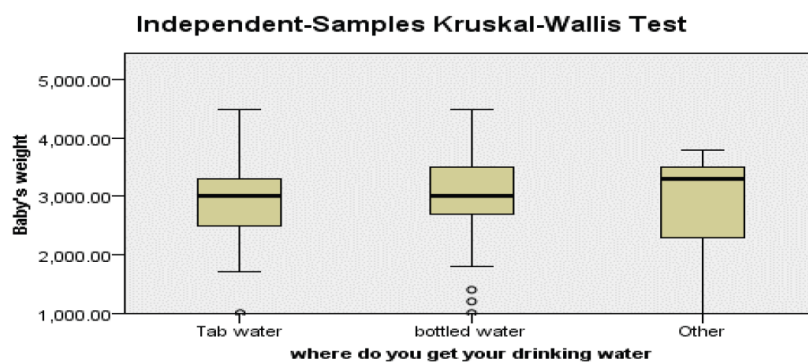 Independent-Samples Kruskal-Wallis Test
Baby's weight
5,000.00
4,000.00
3,000.00
2,000.00
1,000.00
Tab water bottled water Other
where do you get your drinking water